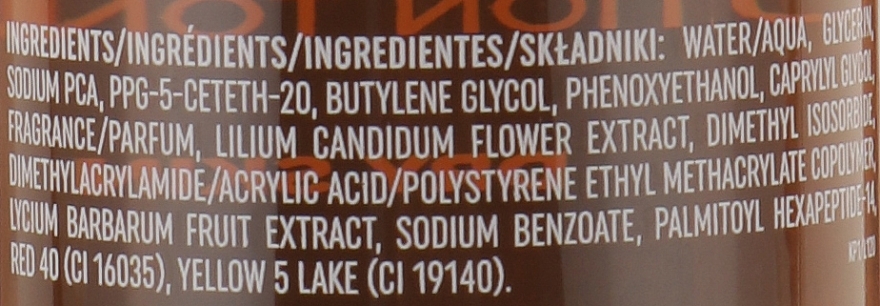 INGREDIENTS/INGRÉDIENTS/INGREDIENTES/SKŁADNIKI: WATER/AQUA, GLYCERIN,
SODIUM PCA, PPG-5-CETETH-20, BUTYLENE GLYCOL, PHENOXYETHANOL, CAPRYLYL GLYCOL,
FRAGRANCE/PARFUM, LILIUM CANDIDUM FLOWER EXTRACT, DIMETHYL ISOSORBIDE,
DIMETHYLACRYLAMIDE/ACRYLIC ACID/POLYSTYRENE ETHYL METHACRYLATE COPOLYMER,
LYCIUM BARBARUM FRUIT EXTRACT, SODIUM BENZOATE, PALMITOYL HEXAPEPTIDE-14,
RED 40 (CI 16035), YELLOW 5 LAKE (CI 19140).